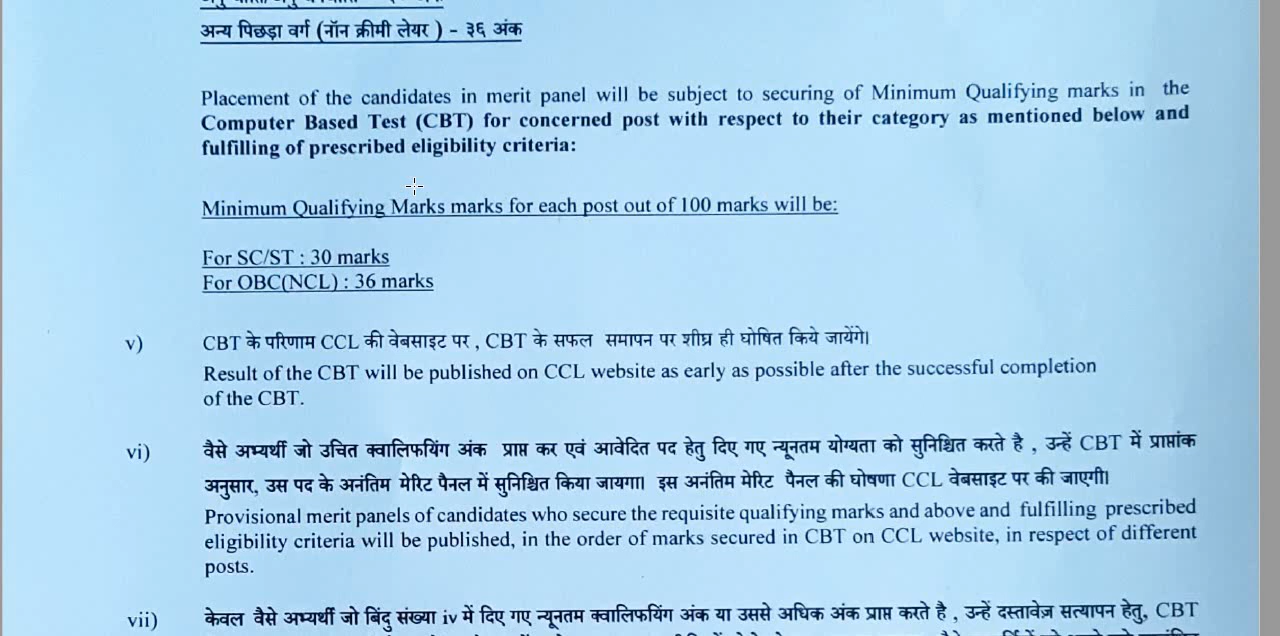 अन्य पिछड़ा वर्ग (नॉन क्रीमी लेयर ) - ३६ अंक
Placement of the candidates in merit panel will be subject to securing of Minimum Qualifying marks in the
Computer Based Test (CBT) for concerned post with respect to their category as mentioned below and
fulfilling of prescribed eligibility criteria:
Minimum Qualifying Marks marks for each post out of 100 marks will be:
For SC/ST : 30 marks
For OBC(NCL) : 36 marks
v) CBT के परिणाम CCL की वेबसाइट पर , CBT के सफल समापन पर शीघ्र ही घोषित किये जायेंगे।
Result of the CBT will be published on CCL website as early as possible after the successful completion
of the CBT.
vi) वैसे अभ्यर्थी जो उचित क्वालिफयिंग अंक प्राप्त कर एवं आवेदित पद हेतु दिए गए न्यूनतम योग्यता को सुनिश्चित करते है , उन्हें CBT में प्राप्तांक
अनुसार, उस पद के अनंतिम मेरिट पैनल में सुनिश्चित किया जायगा। इस अनंतिम मेरिट पैनल की घोषणा CCL वेबसाइट पर की जाएगी।
Provisional merit panels of candidates who secure the requisite qualifying marks and above and fulfilling prescribed
eligibility criteria will be published, in the order of marks secured in CBT on CCL website, in respect of different
posts.
vii) केवल वैसे अभ्यर्थी जो बिंदु संख्या iv में दिए गए न्यूनतम क्वालिफयिंग अंक या उससे अधिक अंक प्राप्त करते है , उन्हें दस्तावेज़ सत्यापन हेतु, CBT